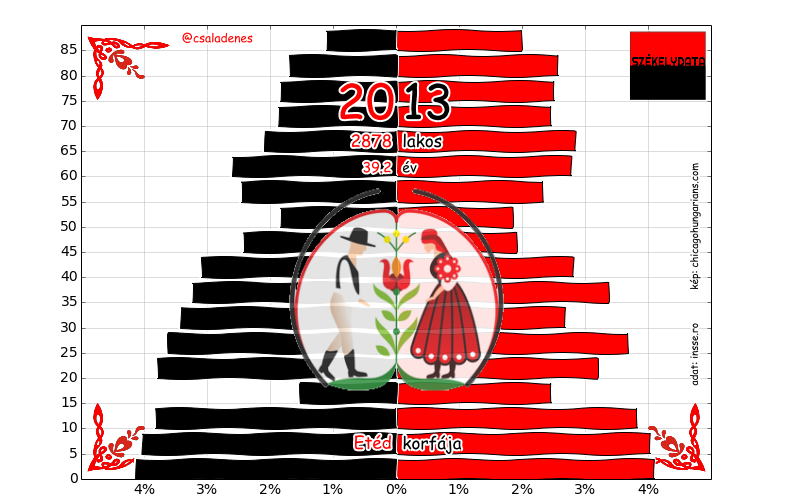 @csaladenes
SZÉKELYDATA
2013
2878 lakos
39.2 év
kép: chicagohungarians.com
adat: insse.ro
Etéd korfája
85
80
75
70
65
60
55
50
45
40
35
30
25
20
15
10
5
0
4% 3% 2% 1% 0% 1% 2% 3% 4%